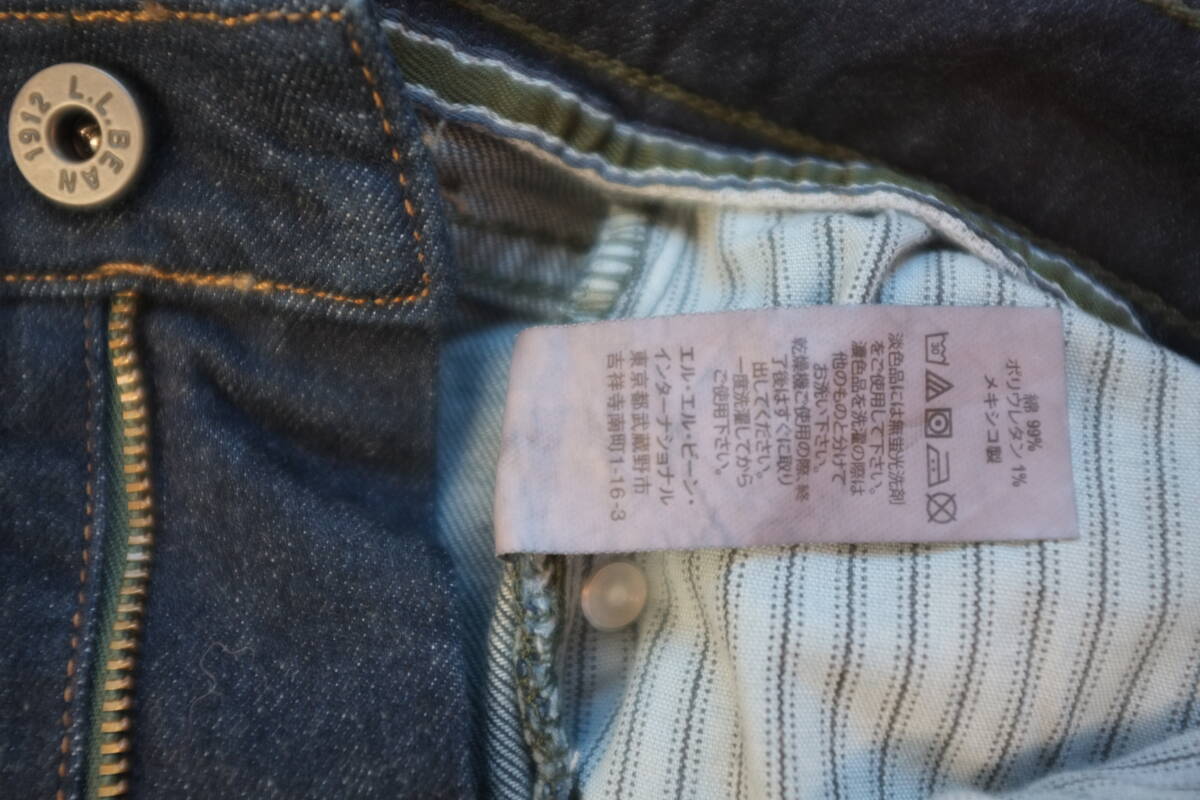 L.L.BEAN
1912
綿 99%
ポリウレタン 1%
メキシコ製
30
淡色品には無蛍光洗剤
をご使用して下さい。
濃色品を洗濯の際は
他のものと分けて
お洗い下さい。
乾燥機ご使用の際、終
了後はすぐに取り
出してください。
一度洗濯してから
ご使用下さい。
エル・エル・ビーン・
インターナショナル
東京都武蔵野市
吉祥寺南町1-16-3